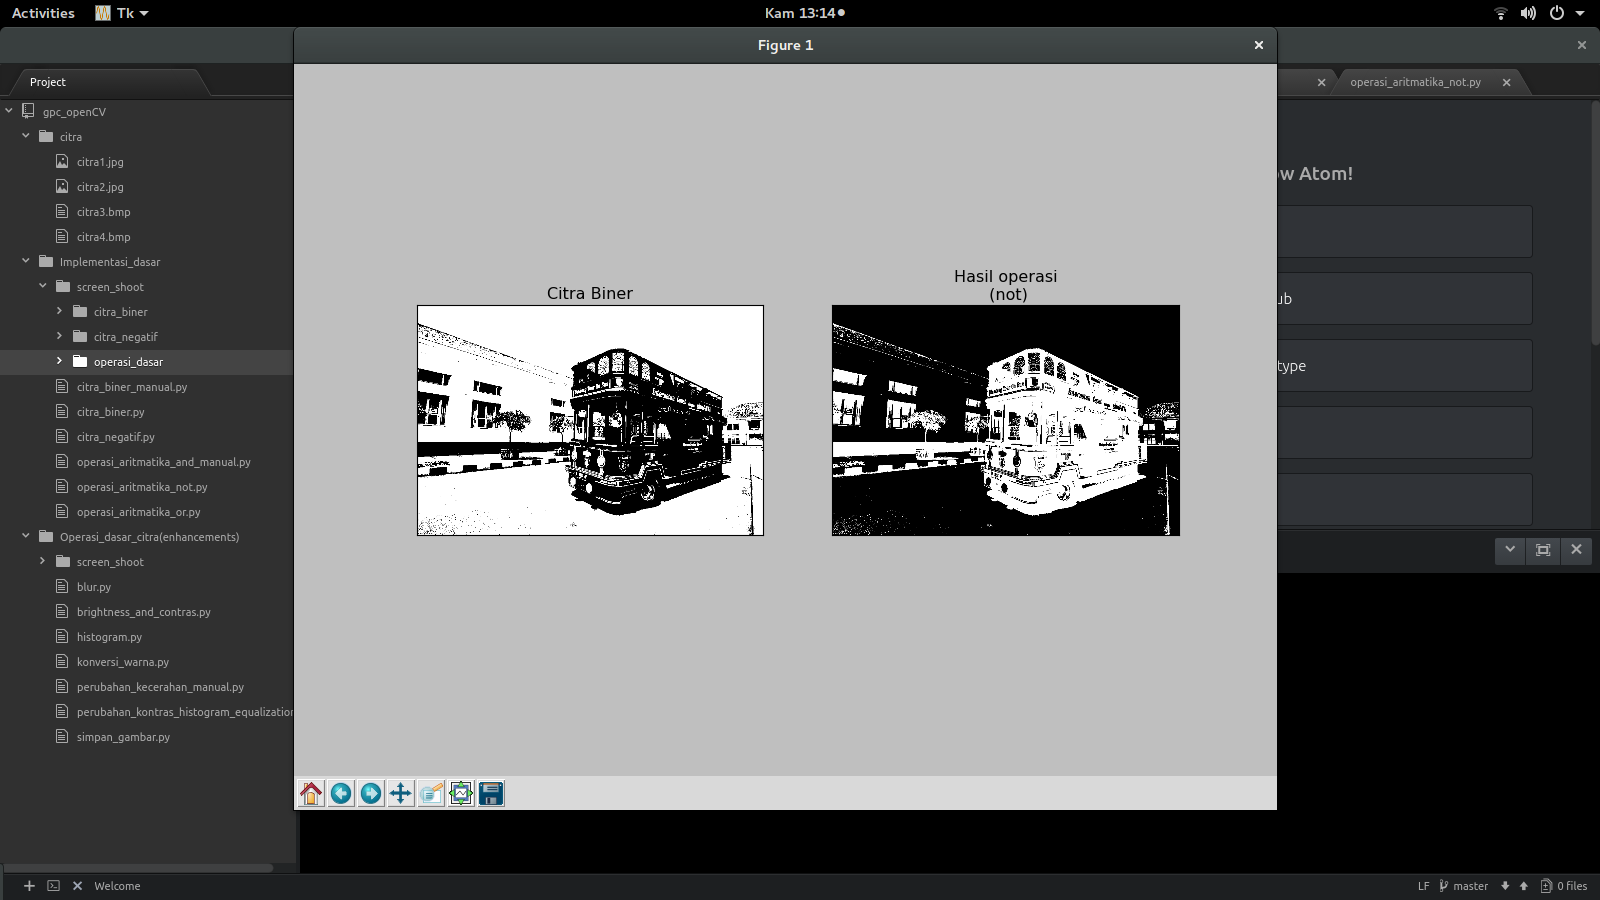 Activities
Tk
Kam 13:14
Figure 1
Project
operasi_aritmatika_not.py
gpc_openCV
citra
citra1.jpg
citra2.jpg
citra3.bmp
citra4.bmp
Implementasi_dasar
screen_shoot
citra_biner
citra_negatif
operasi_dasar
citra_biner_manual.py
citra_biner.py
citra_negatif.py
operasi_aritmatika_and_manual.py
operasi_aritmatika_not.py
operasi_aritmatika_or.py
Operasi_dasar_citra(enhancements)
screen_shoot
blur.py
brightness_and_contras.py
histogram.py
konversi_warna.py
perubahan_kecerahan_manual.py
perubahan_kontras_histogram_equalization
simpan_gambar.py
Citra Biner
Hasil operasi
(not)
ow Atom!
ub
type
Welcome
LF
master
0 files